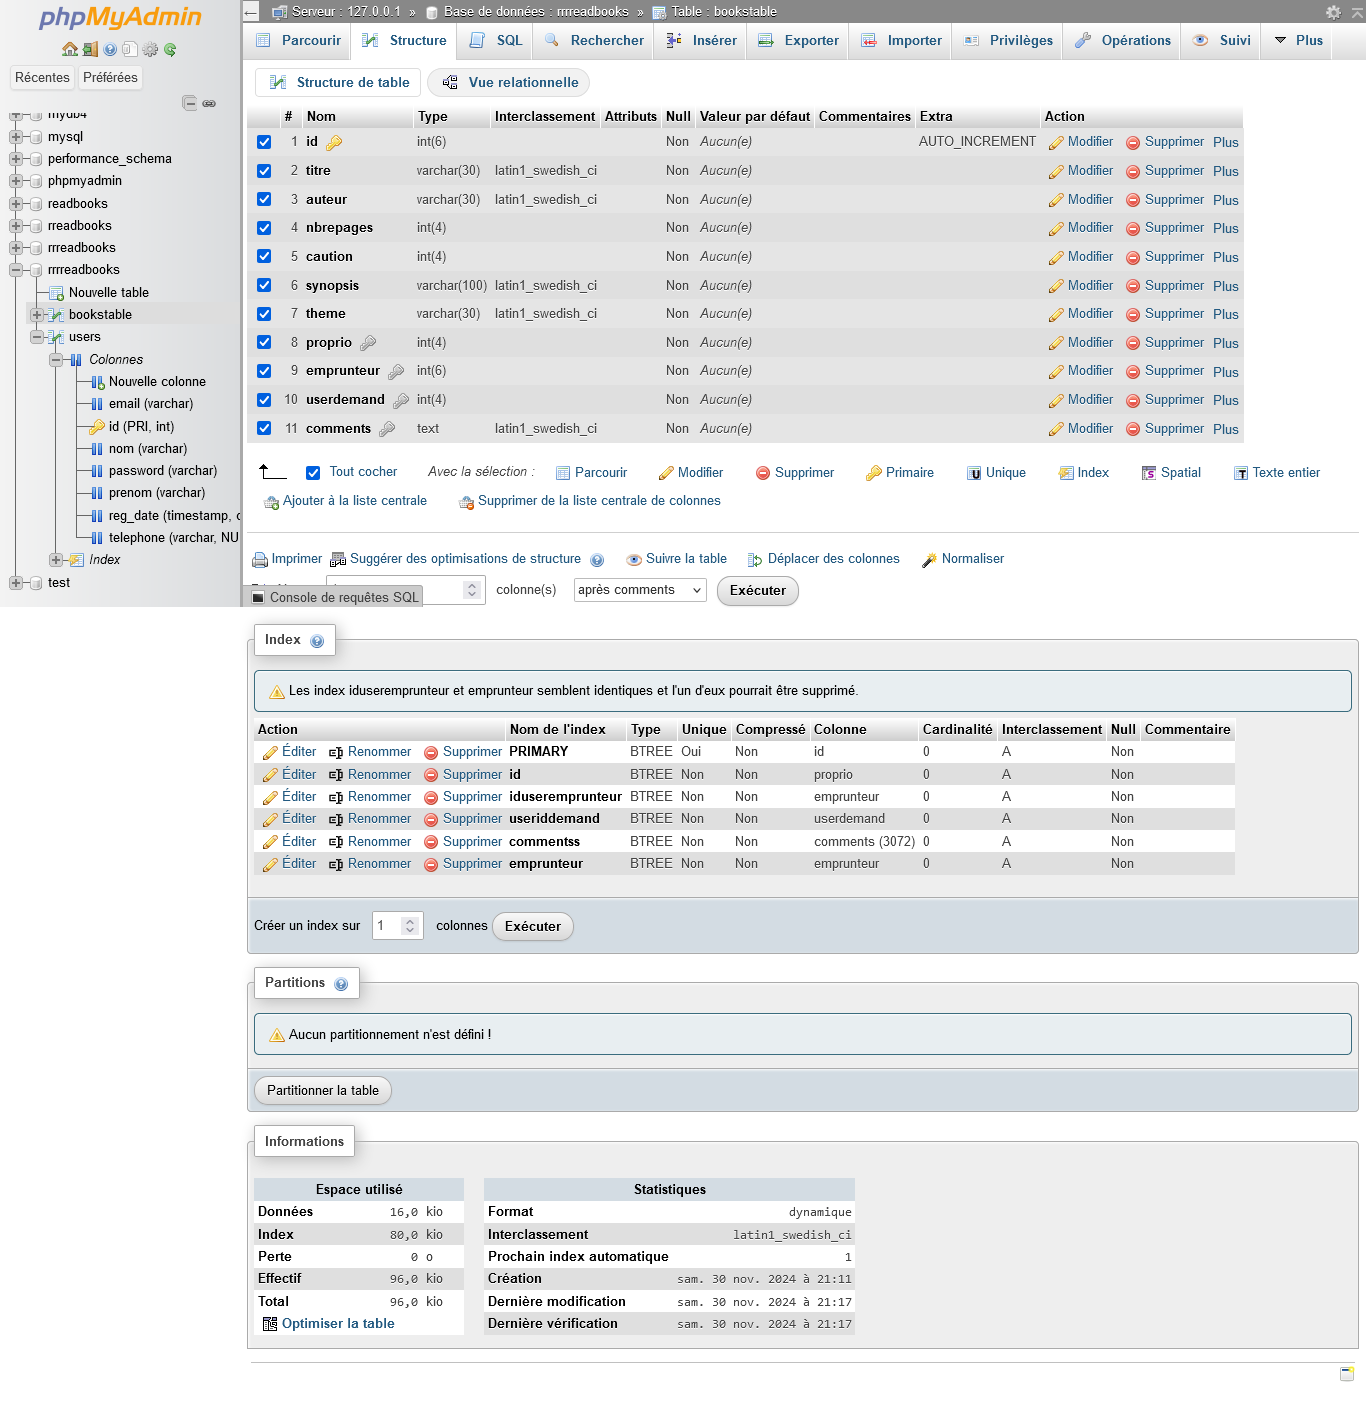 phpMyAdmin
Récentes Préférées
mydb4
mysql
performance_schema
phpmyadmin
readbooks
rreadbooks
rrreadbooks
rrrreadbooks
Nouvelle table
bookstable
users
Colonnes
Nouvelle colonne
email (varchar)
id (PRI, int)
nom (varchar)
password (varchar)
prenom (varchar)
reg_date (timestamp,
telephone (varchar, NU
Index
test
Serveur : 127.0.0.1 » Base de données : rrrreadbooks » Table : bookstable
Parcourir Structure SQL Rechercher Insérer Exporter Importer Privilèges Opérations Suivi Plus
Structure de table Vue relationnelle
# Nom Type Interclassement Attributs Null Valeur par défaut Commentaires Extra Action
1 id int(6) Non Aucun(e) AUTO_INCREMENT Modifier Supprimer Plus
2 titre varchar(30) latin1_swedish_ci Non Aucun(e) Modifier Supprimer Plus
3 auteur varchar(30) latin1_swedish_ci Non Aucun(e) Modifier Supprimer Plus
4 nbrepages int(4) Non Aucun(e) Modifier Supprimer Plus
5 caution int(4) Non Aucun(e) Modifier Supprimer Plus
6 synopsis varchar(100) latin1_swedish_ci Non Aucun(e) Modifier Supprimer Plus
7 theme varchar(30) latin1_swedish_ci Non Aucun(e) Modifier Supprimer Plus
8 proprio int(4) Non Aucun(e) Modifier Supprimer Plus
9 emprunteur int(6) Non Aucun(e) Modifier Supprimer Plus
10 userdemand int(4) Non Aucun(e) Modifier Supprimer Plus
11 comments text latin1_swedish_ci Non Aucun(e) Modifier Supprimer Plus
Tout cocher Avec la sélection : Parcourir Modifier Supprimer Primaire Unique Index Spatial Texte entier
Ajouter à la liste centrale Supprimer de la liste centrale de colonnes
Imprimer Suggérer des optimisations de structure Suivre la table Déplacer des colonnes Normaliser
colonne(s) après comments Exécuter
Console de requêtes SQL
Index
Les index iduseremprunteur et emprunteur semblent identiques et l'un d'eux pourrait être supprimé.
Action Nom de l'index Type Unique Compressé Colonne Cardinalité Interclassement Null Commentaire
Éditer Renommer Supprimer PRIMARY BTREE Oui Non id 0 A Non
Éditer Renommer Supprimer id BTREE Non Non proprio 0 A Non
Éditer Renommer Supprimer iduseremprunteur BTREE Non Non emprunteur 0 A Non
Éditer Renommer Supprimer useriddemand BTREE Non Non userdemand 0 A Non
Éditer Renommer Supprimer commentss BTREE Non Non comments (3072) 0 A Non
Éditer Renommer Supprimer emprunteur BTREE Non Non emprunteur 0 A Non
Créer un index sur 1 colonnes Exécuter
Partitions
Aucun partitionnement n'est défini !
Partitionner la table
Informations
Espace utilisé
Données 16,0 kio
Index 80,0 kio
Perte 0 o
Effectif 96,0 kio
Total 96,0 kio
Optimiser la table
Statistiques
Format dynamique
Interclassement latin1_swedish_ci
Prochain index automatique 1
Création sam. 30 nov. 2024 à 21:11
Dernière modification sam. 30 nov. 2024 à 21:17
Dernière vérification sam. 30 nov. 2024 à 21:17